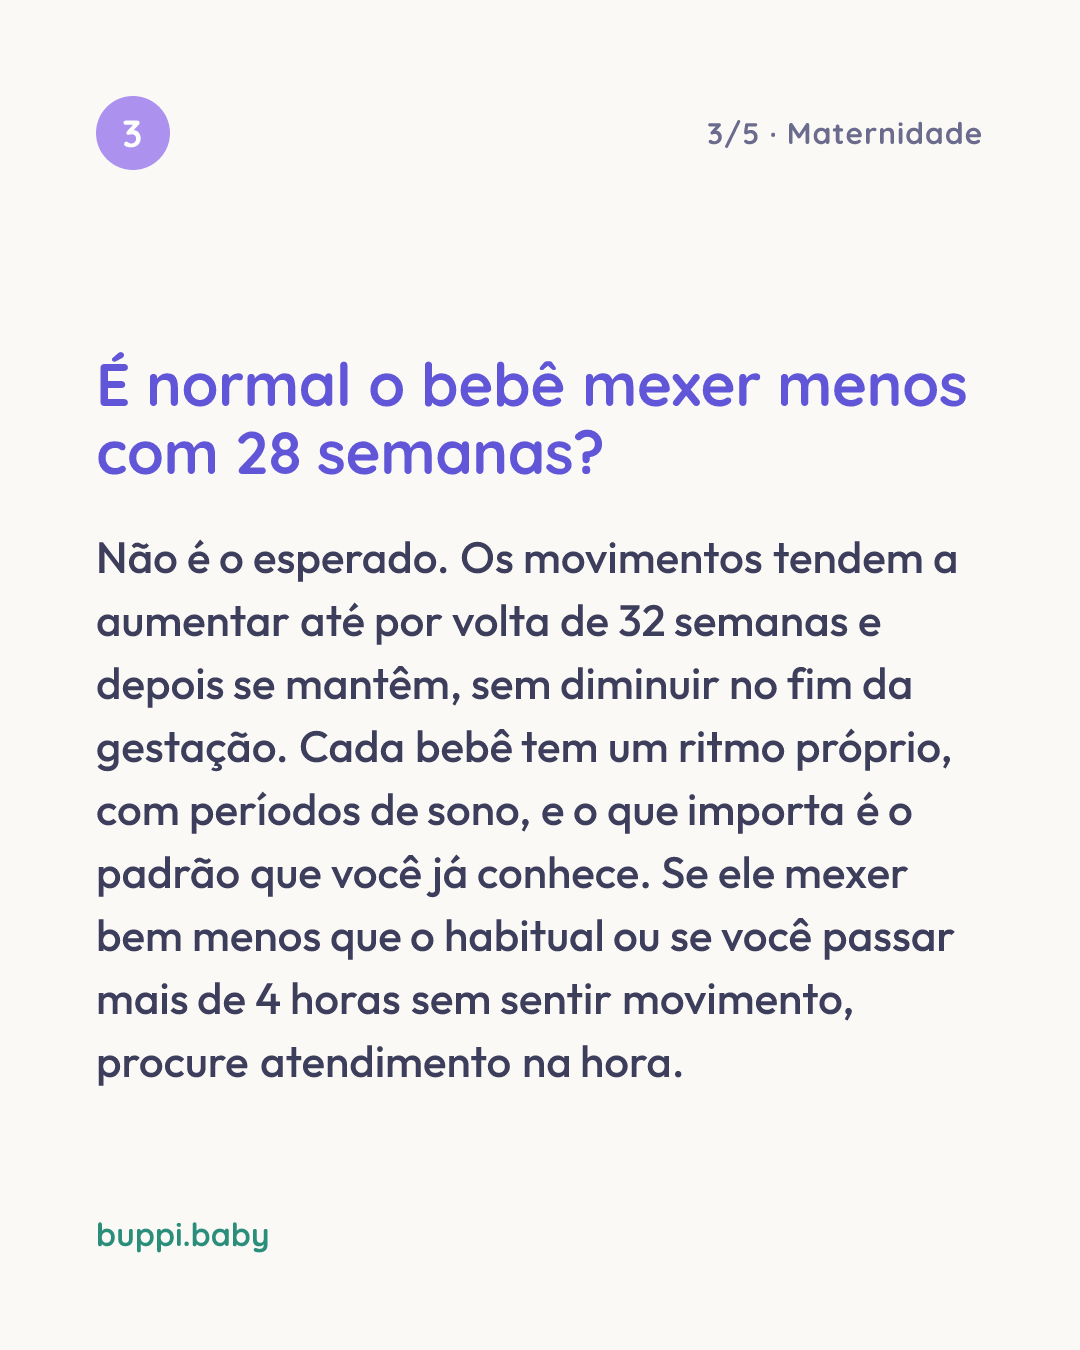 3
3/5 · Maternidade
É normal o bebê mexer menos
com 28 semanas?
Não é o esperado. Os movimentos tendem a
aumentar até por volta de 32 semanas e
depois se mantêm, sem diminuir no fim da
gestação. Cada bebê tem um ritmo próprio,
com períodos de sono, e o que importa é o
padrão que você já conhece. Se ele mexer
bem menos que o habitual ou se você passar
mais de 4 horas sem sentir movimento,
procure atendimento na hora.
buppi.baby